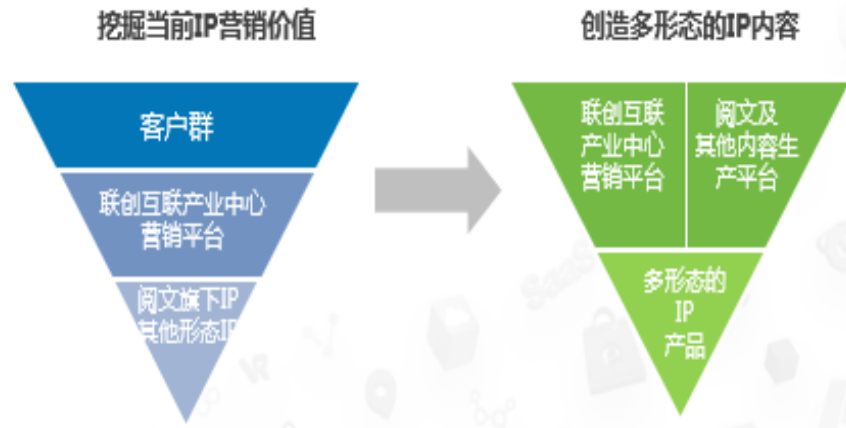 挖掘当前IP营销价值
创造多形态的IP内容
客户群
联创互联产业中心
营销平台
阅文旗下IP
其他形态IP
联创互联
产业中心
营销平台
阅文及
其他内容生
产平台
多形态的
IP
产品
SaaS
VR